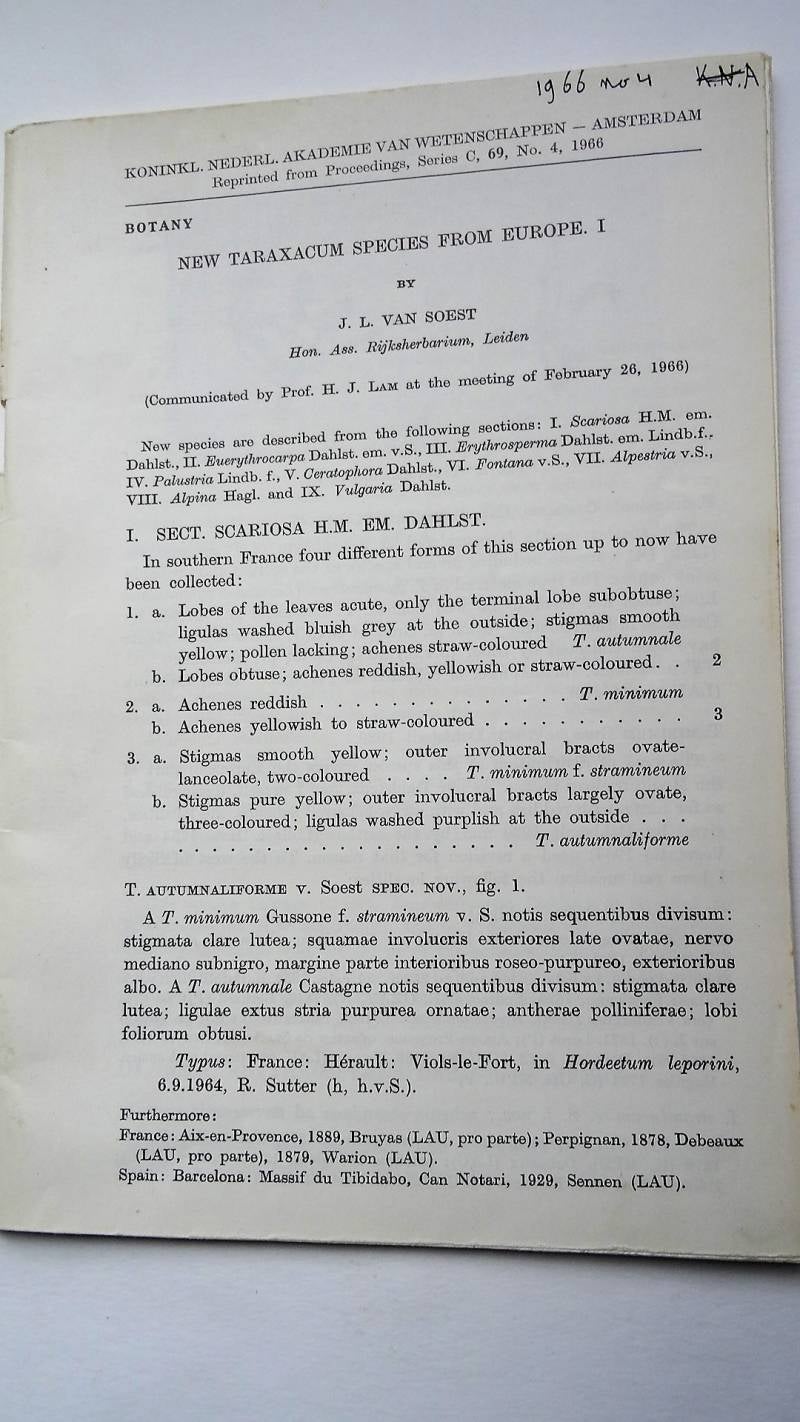 1966 no 4 K.N.A
KONINKL. NEDERL. AKADEMIE VAN WETENSCHAPPEN – AMSTERDAM
Reprinted from Proceedings, Series C, 69, No. 4, 1966
BOTANY
NEW TARAXACUM SPECIES FROM EUROPE. I
BY
J. L. VAN SOEST
Hon. Ass. Rijksherbarium, Leiden
(Communicated by Prof. H. J. LAM at the meeting of February 26, 1966)
New species are described from the following sections: I. Scariosa H.M. em.
Dahlst., II. Euerythrocarpa Dahlst. em. v.S., III. Erythrosperma Dahlst. em. Lindb.f.,
IV. Palustria Lindb. f., V. Ceratophora Dahlst., VI. Fontana v.S., VII. Alpestria v.S.,
VIII. Alpina Hagl. and IX. Vulgaria Dahlst.
I. SECT. SCARIOSA H.M. EM. DAHLST.
In southern France four different forms of this section up to now have
been collected:
1. a. Lobes of the leaves acute, only the terminal lobe subobtuse;
ligulas washed bluish grey at the outside; stigmas smooth
yellow; pollen lacking; achenes straw-coloured T. autumnale
b. Lobes obtuse; achenes reddish, yellowish or straw-coloured. . 2
2. a. Achenes reddish . . . . . . . . . . . . . . T. minimum
b. Achenes yellowish to straw-coloured . . . . . . . . . . . 3
3. a. Stigmas smooth yellow; outer involucral bracts ovate-
lanceolate, two-coloured . . . . T. minimum f. stramineum
b. Stigmas pure yellow; outer involucral bracts largely ovate,
three-coloured; ligulas washed purplish at the outside . . .
. . . . . . . . . . . . . . . . . . . . T. autumnaliforme
T. AUTUMNALIFORME v. Soest SPEC. NOV., fig. 1.
A T. minimum Gussone f. stramineum v. S. notis sequentibus divisum:
stigmata clare lutea; squamae involucris exteriores late ovatae, nervo
mediano subnigro, margine parte interioribus roseo-purpureo, exterioribus
albo. A T. autumnale Castagne notis sequentibus divisum: stigmata clare
lutea; ligulae extus stria purpurea ornatae; antherae polliniferae; lobi
foliorum obtusi.
Typus: France: Hérault: Viols-le-Fort, in Hordeetum leporini,
6.9.1964, R. Sutter (h, h.v.S.).
Furthermore:
France: Aix-en-Provence, 1889, Bruyas (LAU, pro parte); Perpignan, 1878, Debeaux
(LAU, pro parte), 1879, Warion (LAU).
Spain: Barcelona: Massif du Tibidabo, Can Notari, 1929, Sennen (LAU).